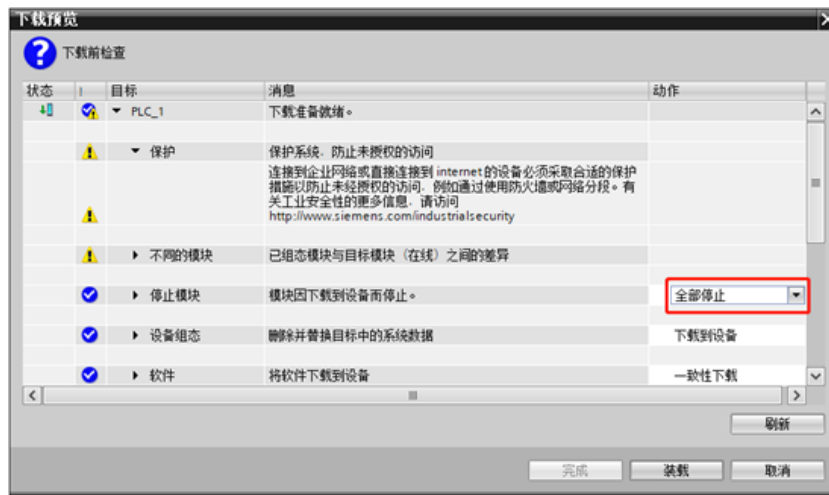 下载预览
下载前检查
状态 ! 目标 消息 动作
PLC_1 下载准备就绪。
保护 保护系统，防止未授权的访问
连接到企业网络或直接连接到 internet 的设备必须采取合适的保护
措施以防止未经授权的访问，例如通过使用防火墙或网络分段。有
关工业安全性的更多信息，请访问
http://www.siemens.com/industrialsecurity
不同的模块 已组态模块与目标模块（在线）之间的差异
停止模块 模块因下载到设备而停止。 全部停止
设备组态 删除并替换目标中的系统数据 下载到设备
软件 将软件下载到设备 一致性下载
刷新
完成 装载 取消